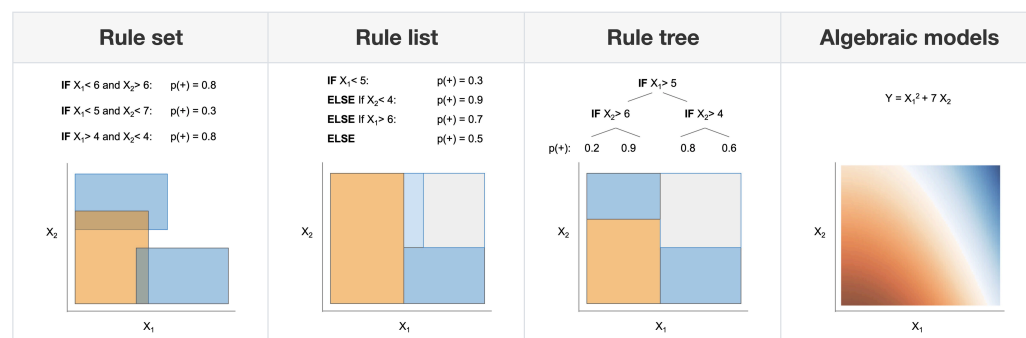 Rule set
IF X₁< 6 and X₂> 6: p(+) = 0.8
IF X₁< 5 and X₂< 7: p(+) = 0.3
IF X₁> 4 and X₂< 4: p(+) = 0.8
X₂
X₁
Rule list
IF X₁< 5: p(+) = 0.3
ELSE If X₂< 4: p(+) = 0.9
ELSE If X₁> 6: p(+) = 0.7
ELSE p(+) = 0.5
X₂
X₁
Rule tree
IF X₁> 5
IF X₂> 6 IF X₂> 4
p(+): 0.2 0.9 0.8 0.6
X₂
X₁
Algebraic models
Y = X₁² + 7 X₂
X₂
X₁